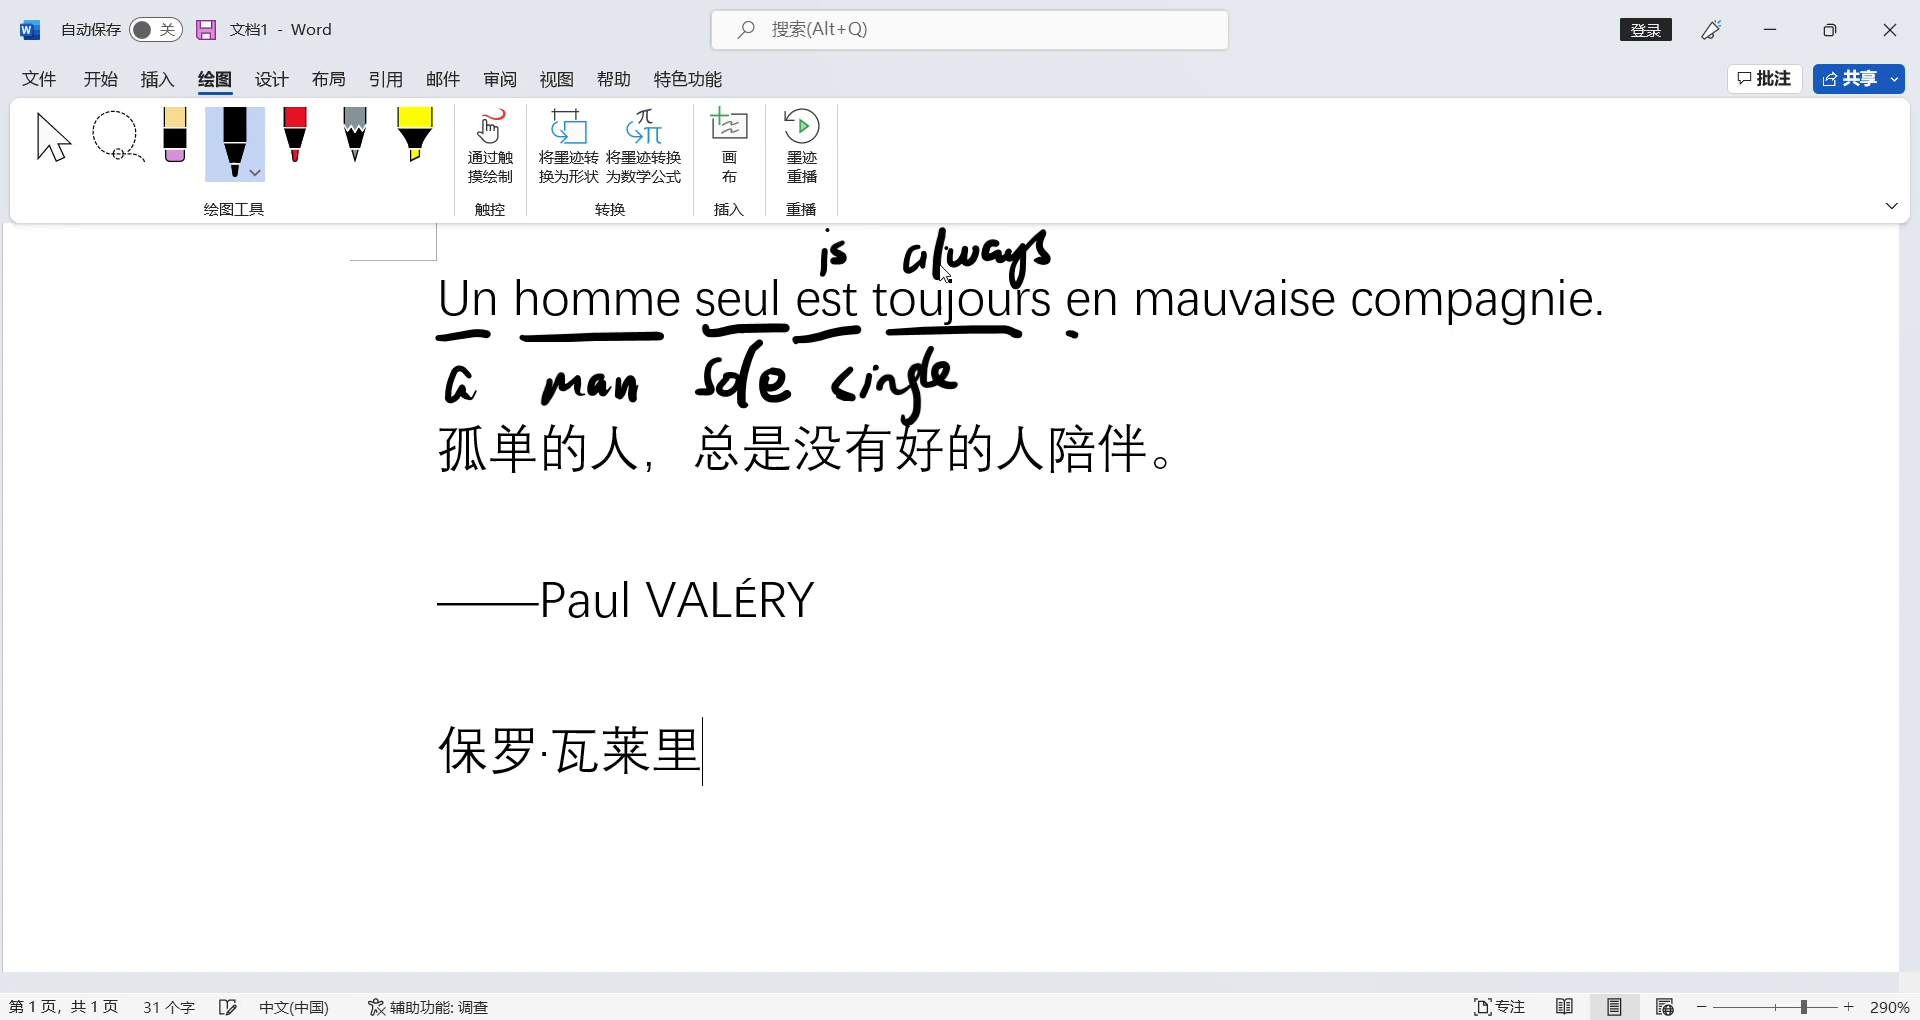 自动保存 关 文档1 - Word 搜索(Alt+Q) 登录
文件 开始 插入 绘图 设计 布局 引用 邮件 审阅 视图 帮助 特色功能 批注 共享
通过触摸绘制 将墨迹转换为形状 将墨迹转换为数学公式 画布 墨迹重播
绘图工具 触控 转换 插入 重播
is always
Un homme seul est toujours en mauvaise compagnie.
a man sole single
孤单的人，总是没有好的人陪伴。
——Paul VALÉRY
保罗·瓦莱里
第1页，共1页 31个字 中文(中国) 辅助功能: 调查 专注 290%